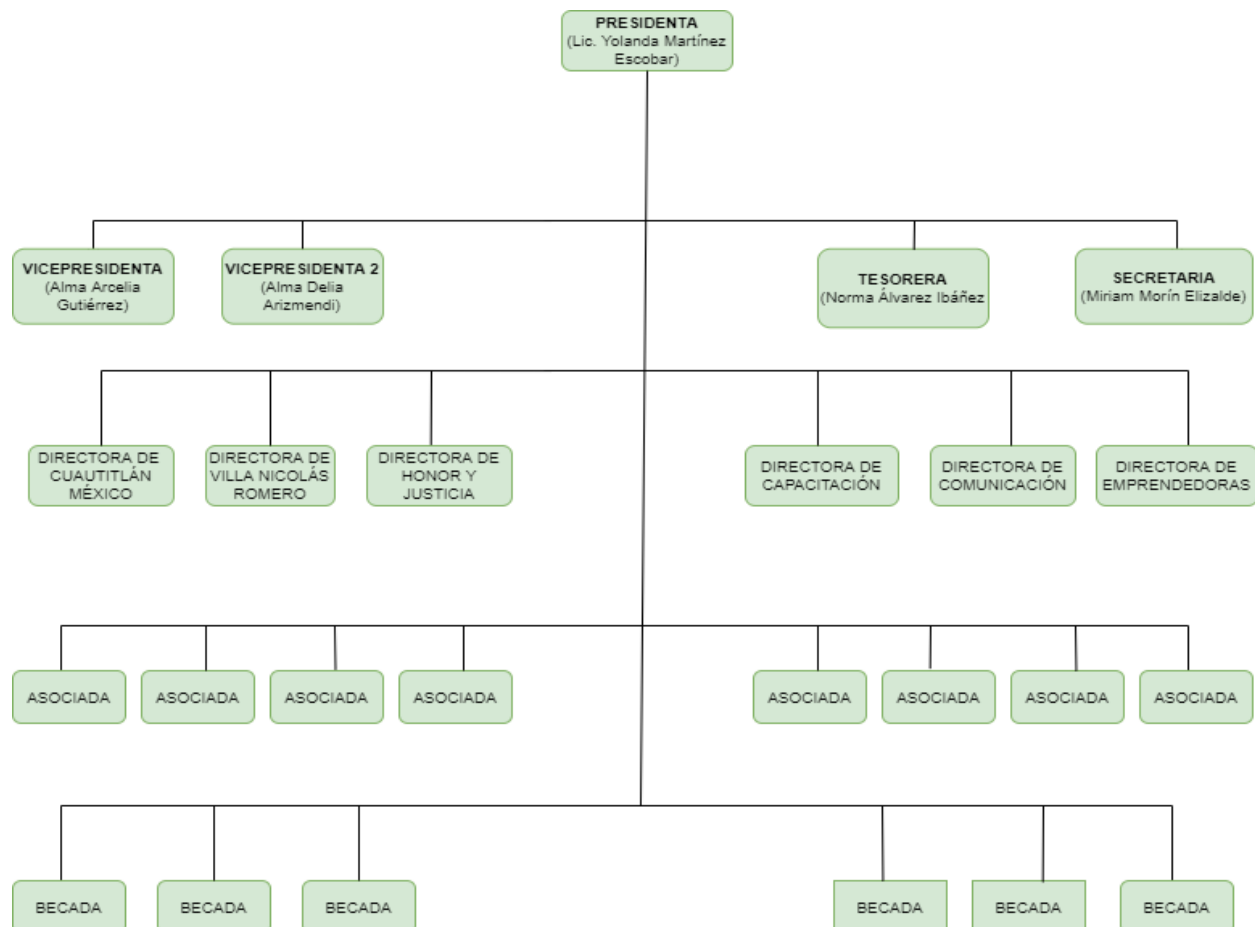 PRESIDENTA
(Lic. Yolanda Martínez
Escobar)
VICEPRESIDENTA
(Alma Arcelia
Gutiérrez)
VICEPRESIDENTA 2
(Alma Delia
Arizmendi)
TESORERA
(Norma Álvarez Ibáñez
SECRETARIA
(Miriam Morín Elizalde)
DIRECTORA DE
CUAUTITLÁN
MÉXICO
DIRECTORA DE
VILLA NICOLÁS
ROMERO
DIRECTORA DE
HONOR Y
JUSTICIA
DIRECTORA DE
CAPACITACIÓN
DIRECTORA DE
COMUNICACIÓN
DIRECTORA DE
EMPRENDEDORAS
ASOCIADA
ASOCIADA
ASOCIADA
ASOCIADA
ASOCIADA
ASOCIADA
ASOCIADA
ASOCIADA
BECADA
BECADA
BECADA
BECADA
BECADA
BECADA